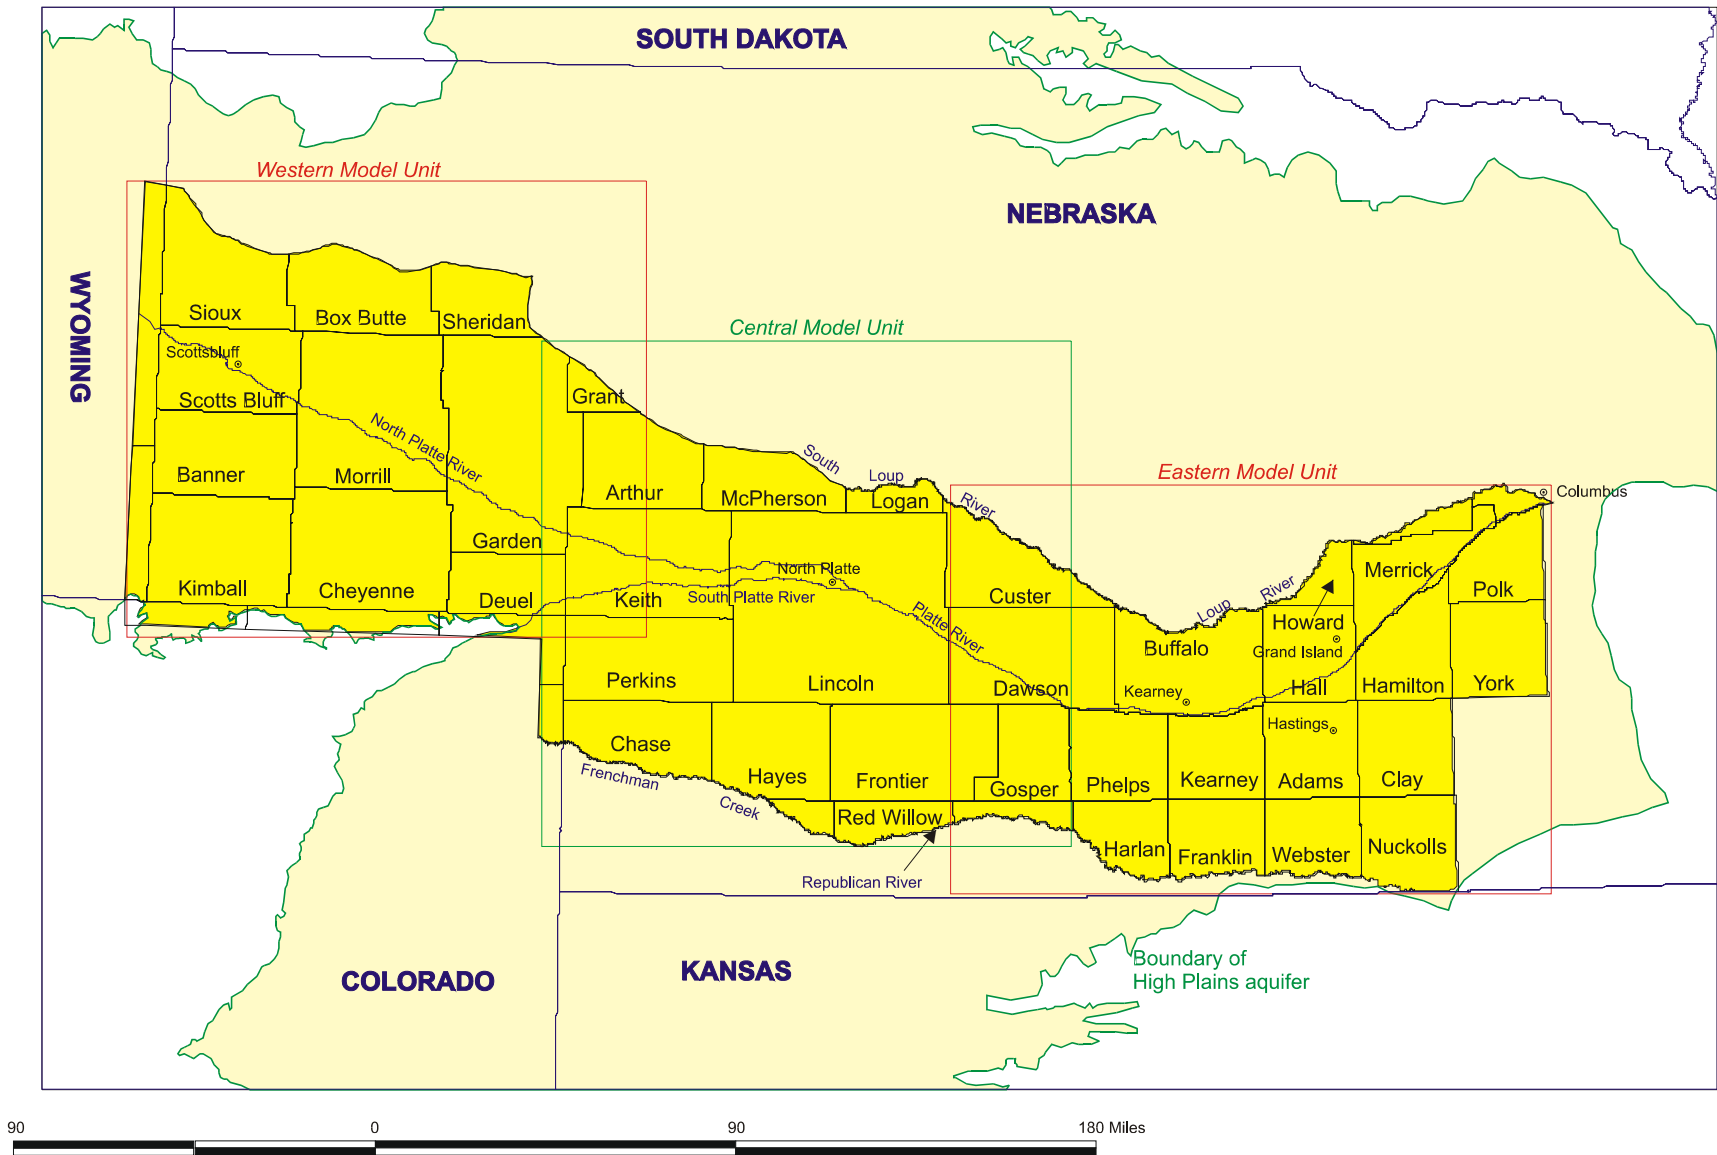 SOUTH DAKOTA
Western Model Unit
NEBRASKA
WYOMING
Sioux
Box Butte
Sheridan
Central Model Unit
Scottsbluff
Scotts Bluff
Grant
North Platte River
South
Loup
River
Eastern Model Unit
Banner
Morrill
Arthur
McPherson
Logan
Columbus
Garden
North Platte
Merrick
Kimball
Cheyenne
Deuel
Keith
South Platte River
Platte River
Custer
Loup
River
Polk
Howard
Buffalo
Grand Island
Perkins
Lincoln
Dawson
Kearney
Hall
Hamilton
York
Hastings
Chase
Hayes
Frontier
Gosper
Phelps
Kearney
Adams
Clay
Frenchman
Creek
Red Willow
Harlan
Franklin
Webster
Nuckolls
Republican River
Boundary of
High Plains aquifer
COLORADO
KANSAS
90
0
90
180 Miles